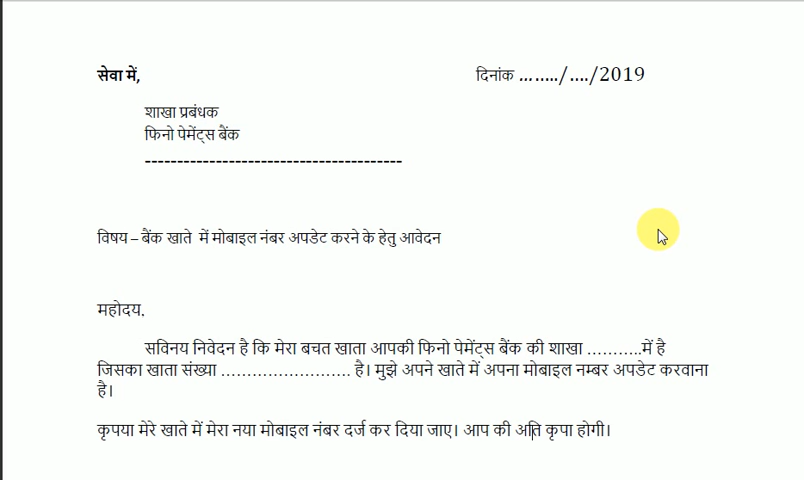 सेवा में, दिनांक ......../..../2019
शाखा प्रबंधक
फिनो पेमेंट्स बैंक
----------------------------------------
विषय – बैंक खाते में मोबाइल नंबर अपडेट करने के हेतु आवेदन
महोदय.
सविनय निवेदन है कि मेरा बचत खाता आपकी फिनो पेमेंट्स बैंक की शाखा ………..में है
जिसका खाता संख्या ……………………. है। मुझे अपने खाते में अपना मोबाइल नम्बर अपडेट करवाना
है।
कृपया मेरे खाते में मेरा नया मोबाइल नंबर दर्ज कर दिया जाए। आप की अति कृपा होगी।